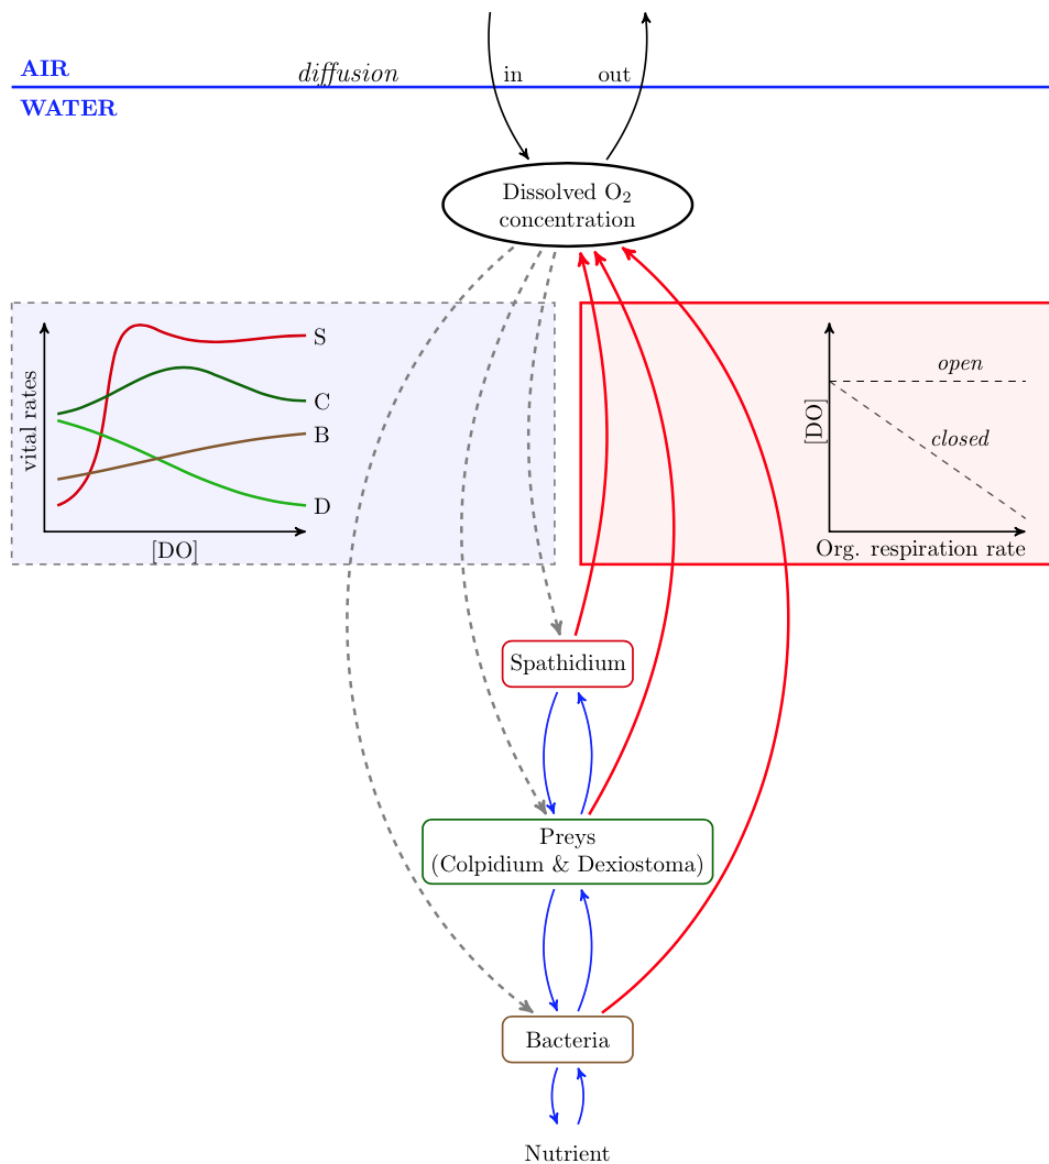 AIR
diffusion
in
out
WATER
Dissolved O₂
concentration
vital rates
S
C
B
D
[DO]
[DO]
open
closed
Org. respiration rate
Spathidium
Preys
(Colpidium & Dexiostoma)
Bacteria
Nutrient